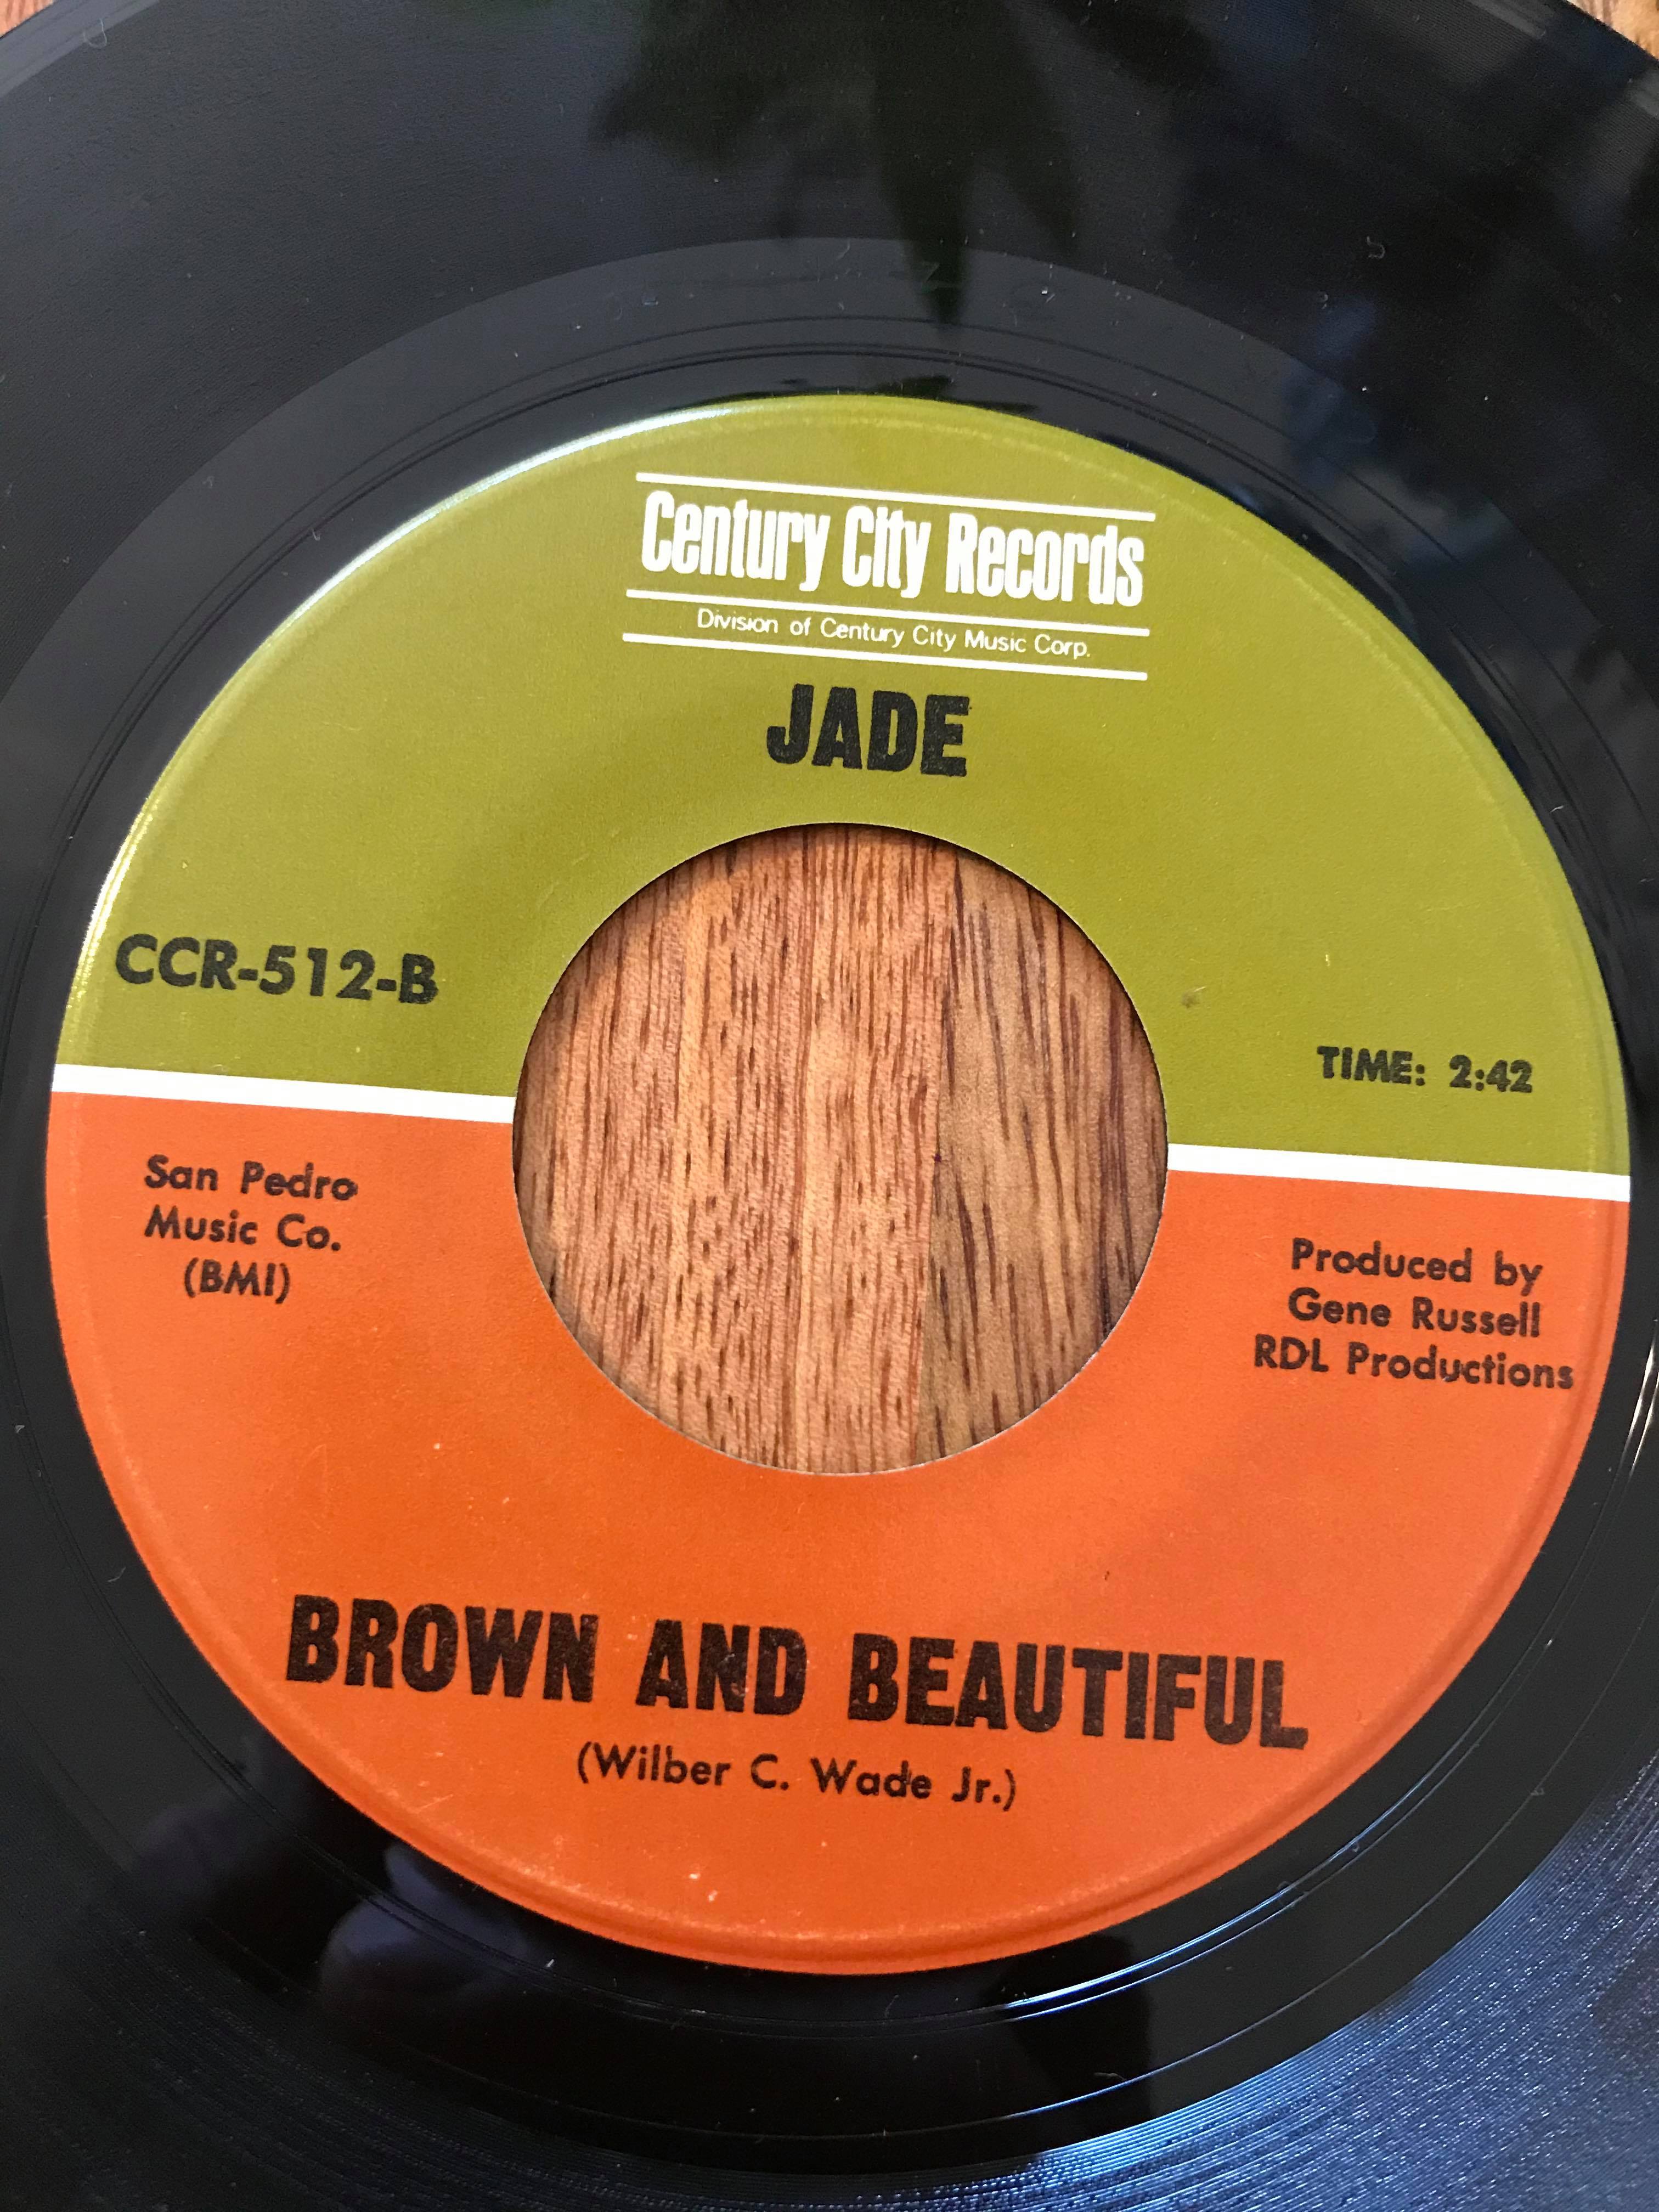 Century City Records
Division of Century City Music Corp.
JADE
CCR-512-B
TIME: 2:42
San Pedro
Music Co.
(BMI)
Produced by
Gene Russell
RDL Productions
BROWN AND BEAUTIFUL
(Wilber C. Wade Jr.)